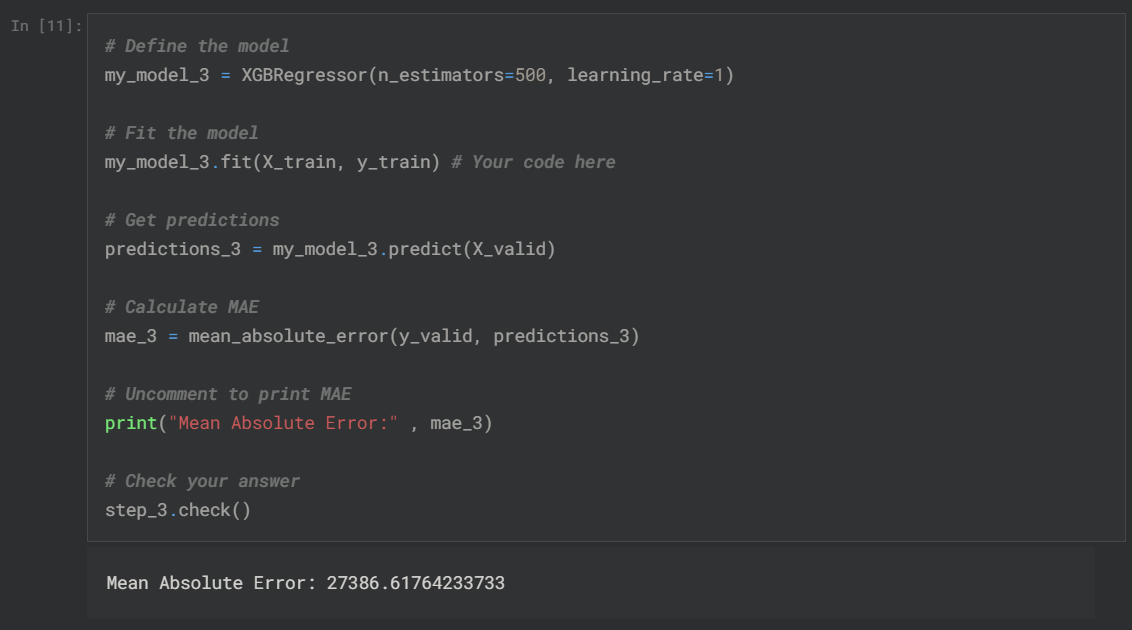 In [11]:
# Define the model
my_model_3 = XGBRegressor(n_estimators=500, learning_rate=1)
# Fit the model
my_model_3.fit(X_train, y_train) # Your code here
# Get predictions
predictions_3 = my_model_3.predict(X_valid)
# Calculate MAE
mae_3 = mean_absolute_error(y_valid, predictions_3)
# Uncomment to print MAE
print("Mean Absolute Error:" , mae_3)
# Check your answer
step_3.check()
Mean Absolute Error: 27386.61764233733